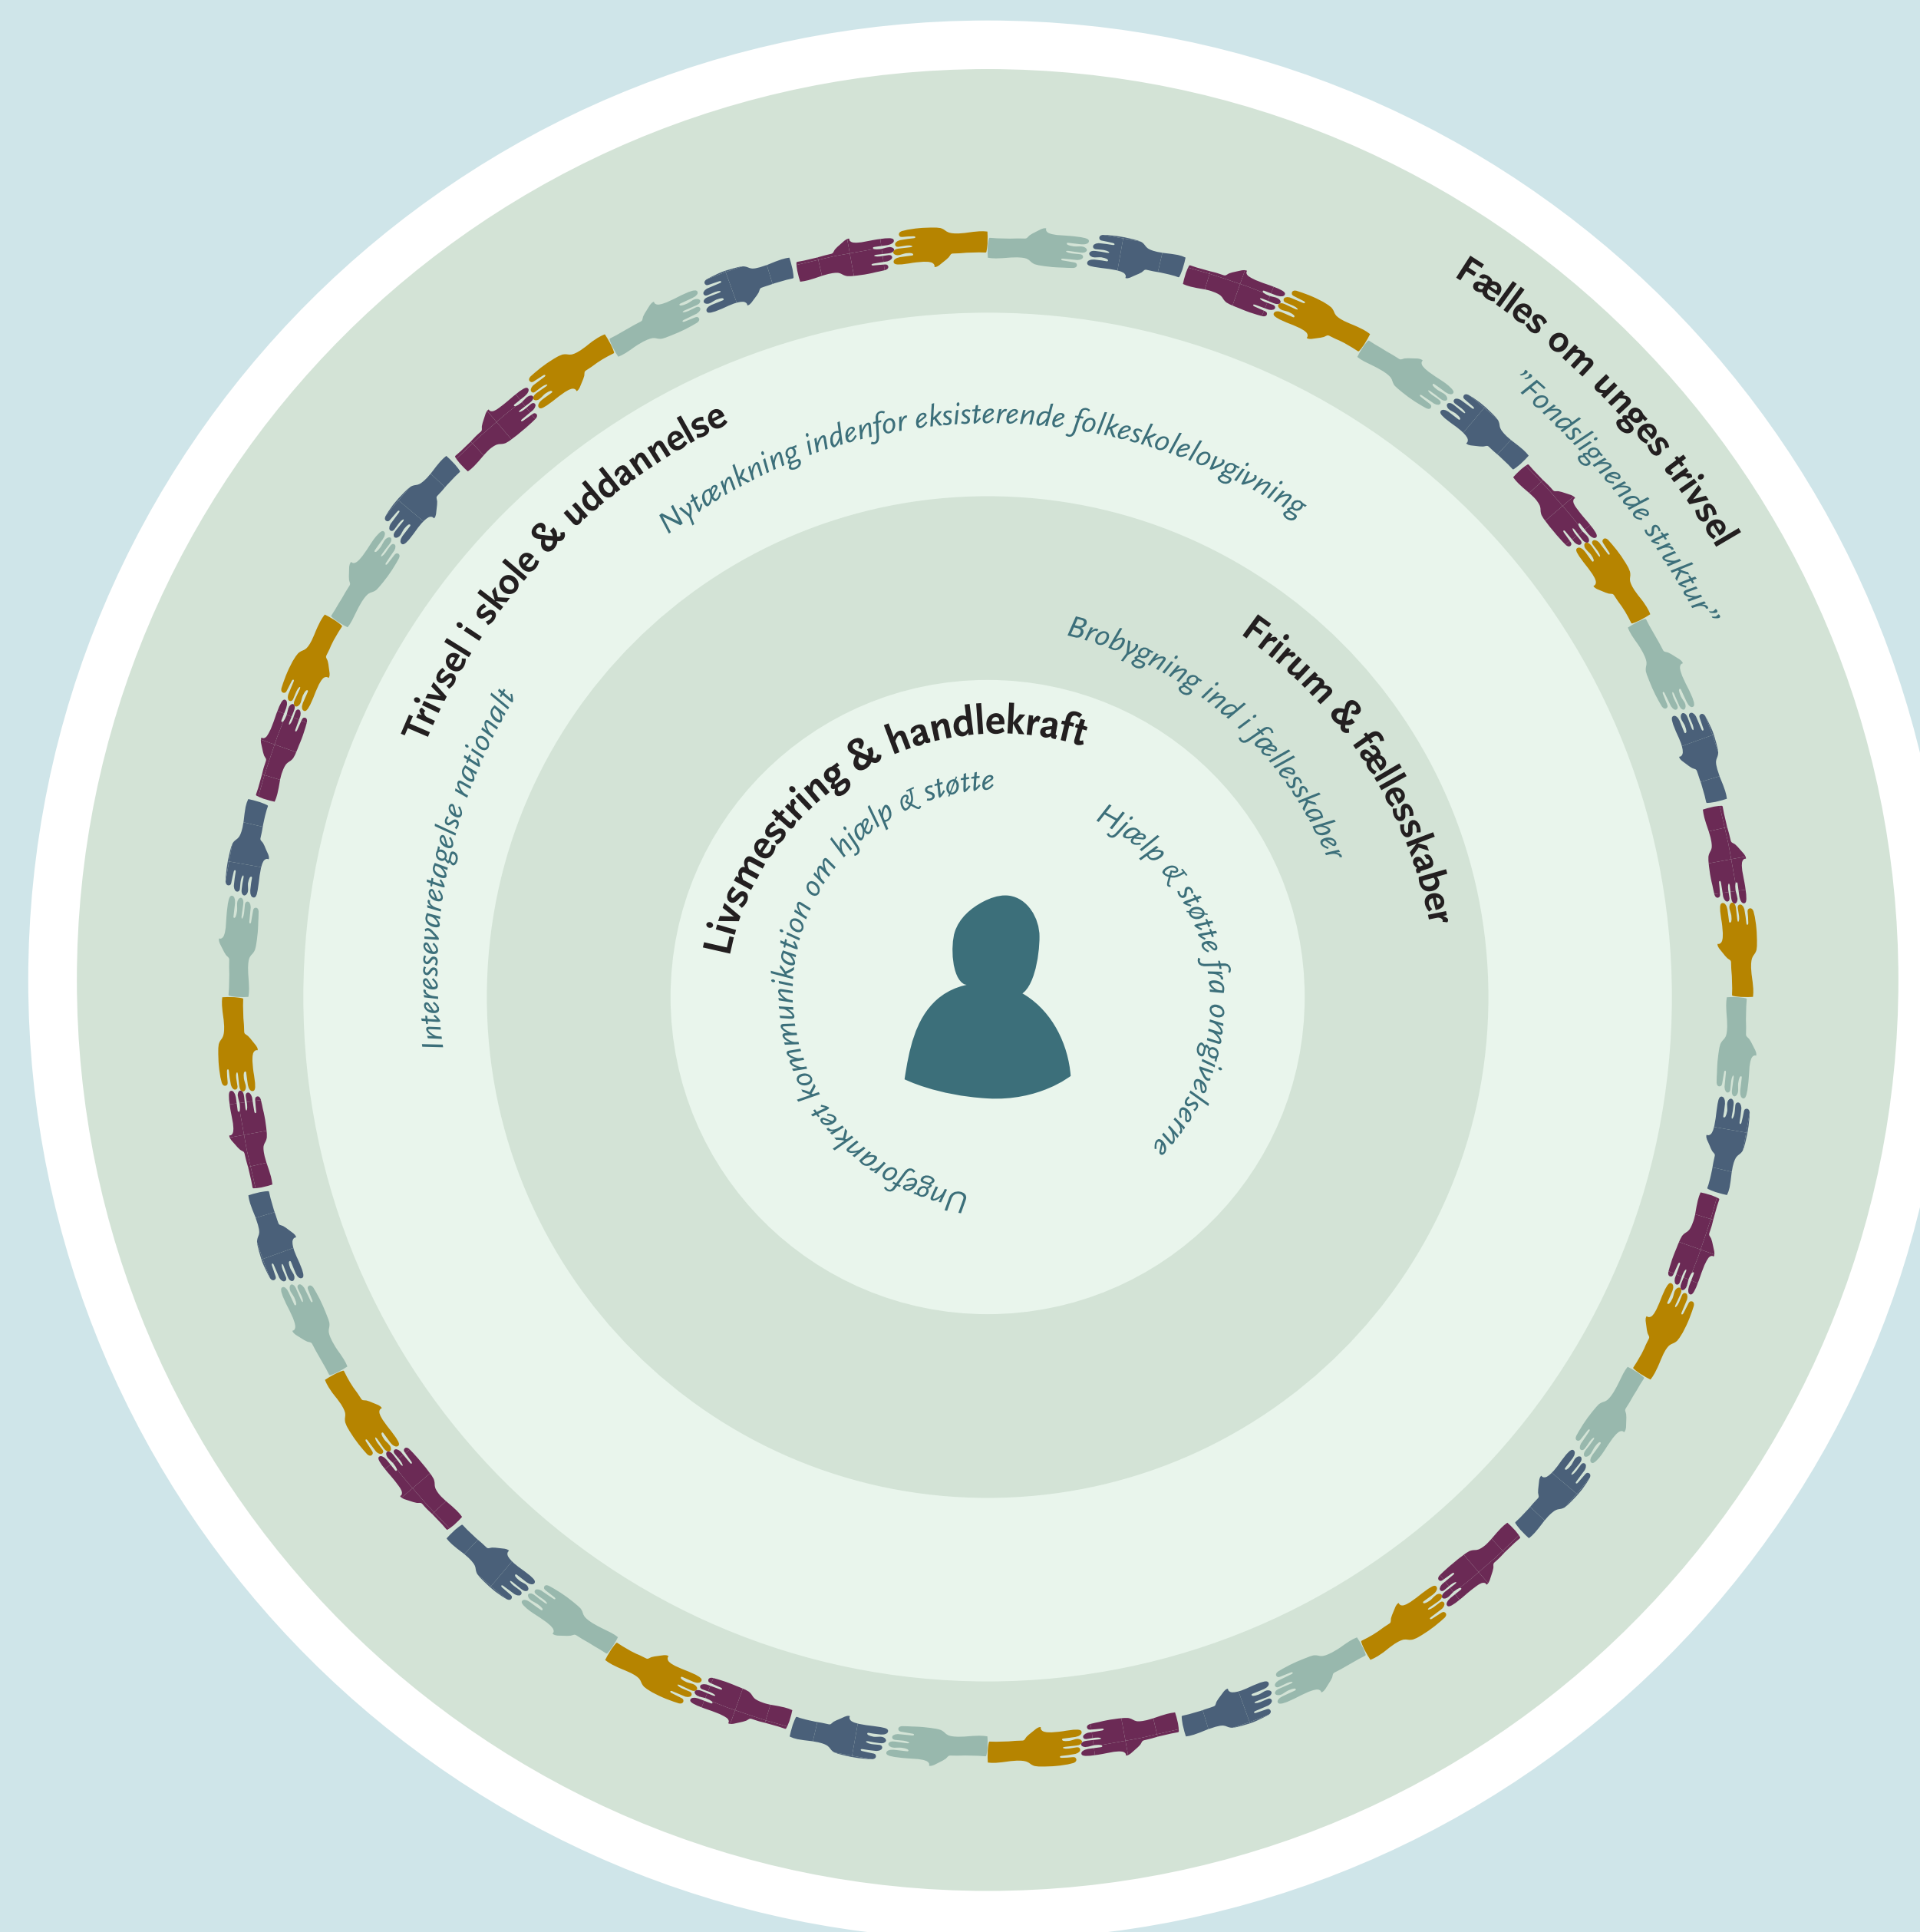 Fælles om unges trivsel
”Fondslignende struktur”
Trivsel i skole & uddannelse
Nytænkning indenfor eksisterende folkeskolelovgivning
Interessevaretagelse nationalt
Frirum & fællesskaber
Brobygning ind i fællesskaber
Livsmestring & handlekraft
Ungeforankret kommunikation om hjælp & støtte
Hjælp & støtte fra omgivelserne